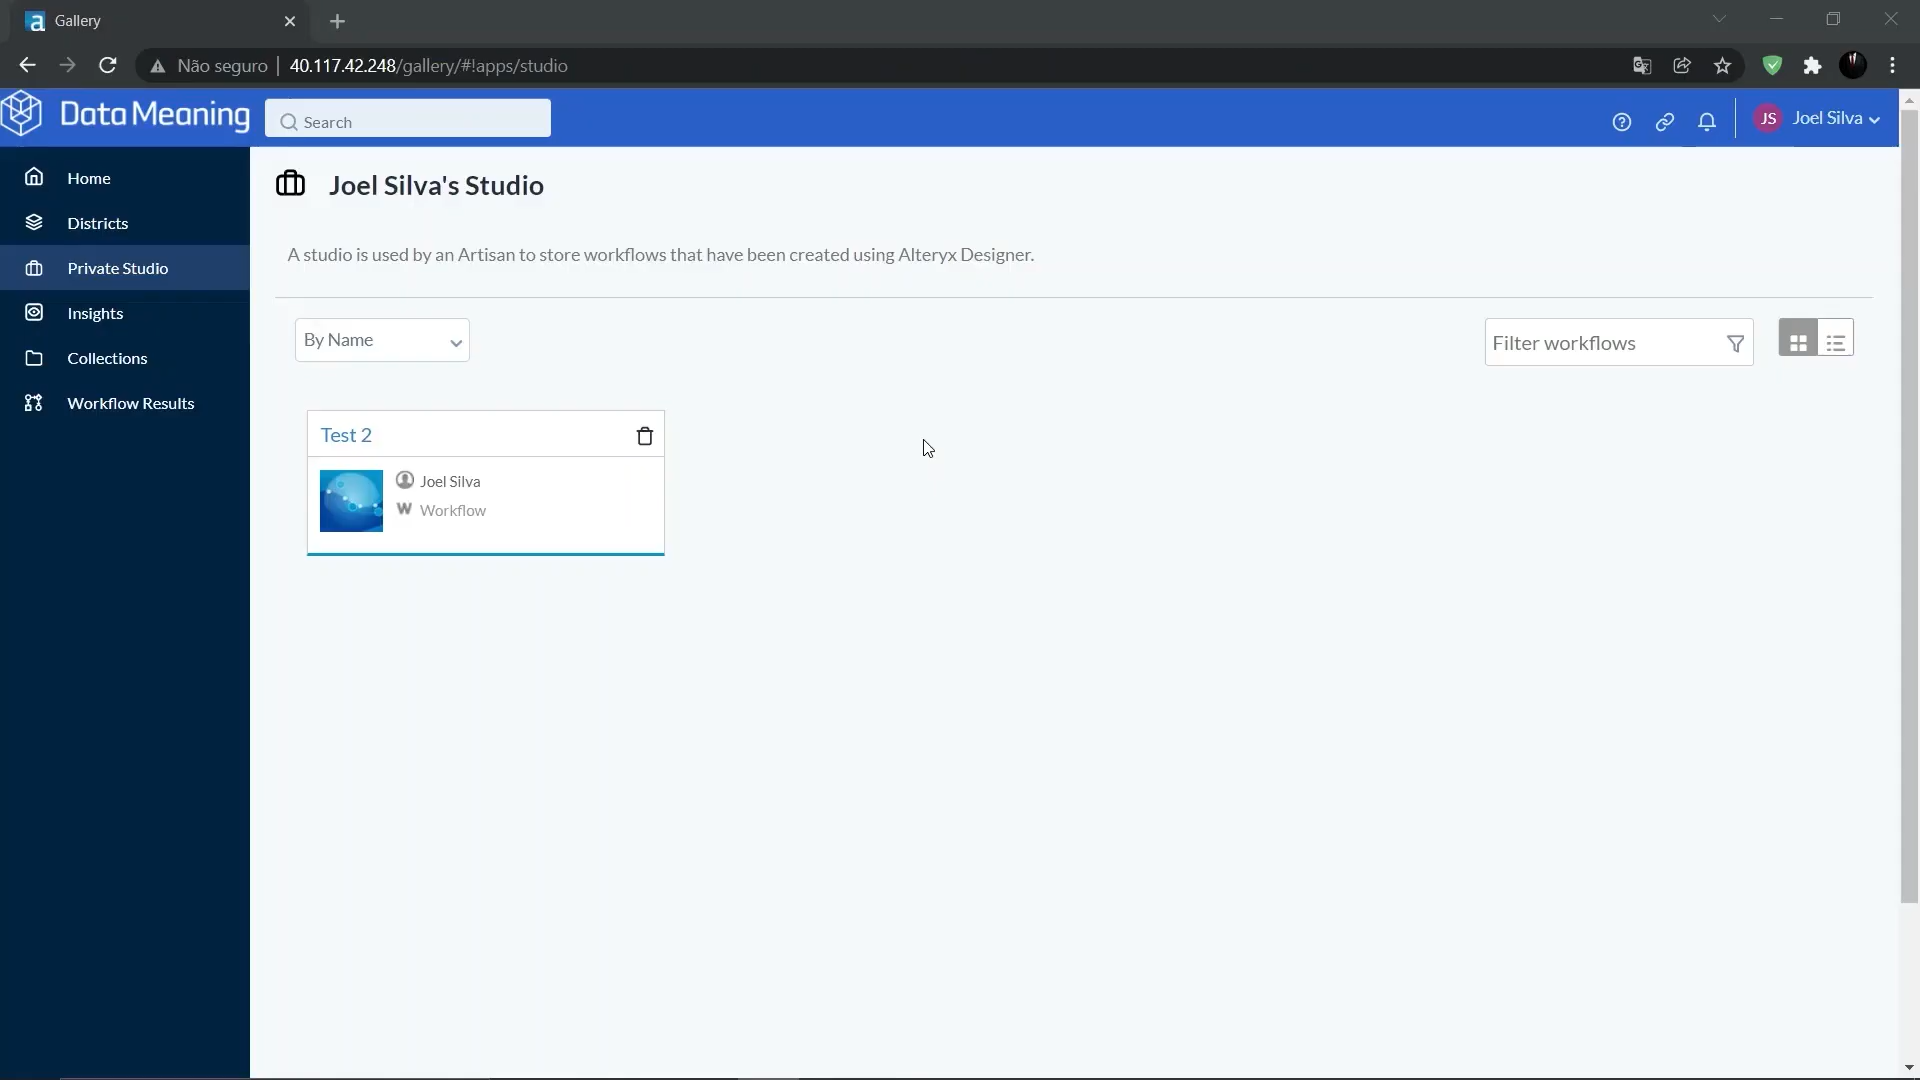 Gallery
Não seguro | 40.117.42.248/gallery/#!apps/studio
Data Meaning
Search
JS
Joel Silva
Home
Districts
Private Studio
Insights
Collections
Workflow Results
Joel Silva's Studio
A studio is used by an Artisan to store workflows that have been created using Alteryx Designer.
By Name
Filter workflows
Test 2
Joel Silva
W Workflow